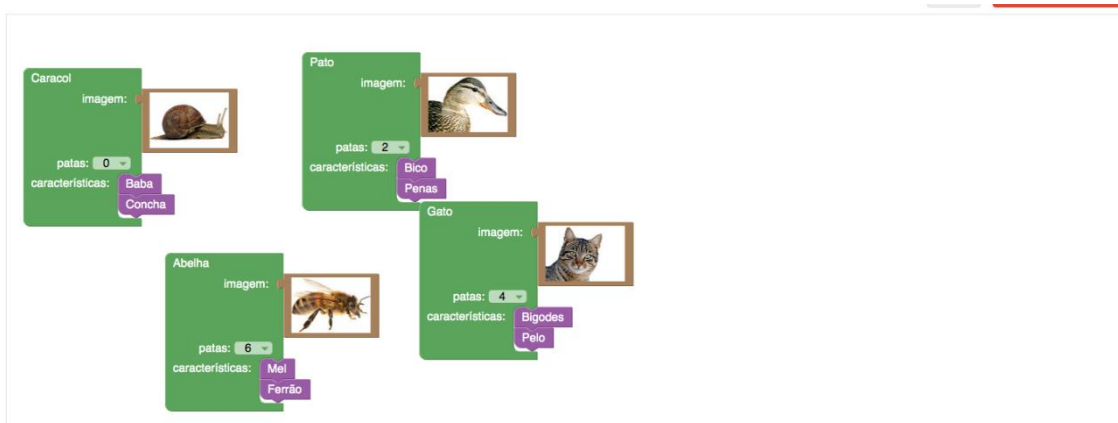 Caracol
imagem:
patas: 0
características: Baba
Concha
Pato
imagem:
patas: 2
características: Bico
Penas
Abelha
imagem:
patas: 6
características: Mel
Ferrão
Gato
imagem:
patas: 4
características: Bigodes
Pelo